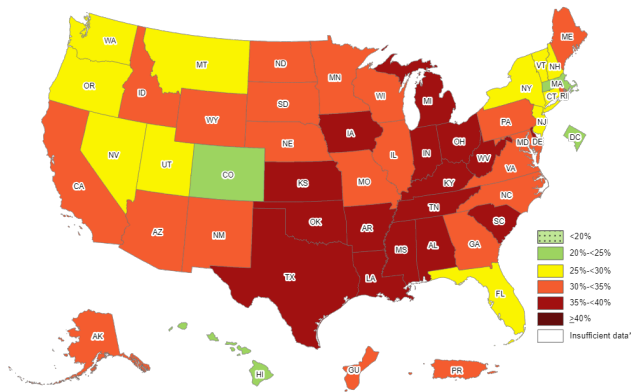 WA
ME
MT
ND
VT
NH
MN
OR
ID
WI
NY
MA
SD
MI
CT
RI
WY
PA
NJ
IA
NE
OH
MD
DE
DC
NV
IL
IN
UT
WV
CO
VA
CA
KS
MO
KY
NC
TN
OK
AR
SC
AZ
NM
MS
AL
GA
<20%
20%-<25%
TX
LA
25%-<30%
30%-<35%
FL
35%-<40%
≥40%
AK
Insufficient data*
HI
GU
PR